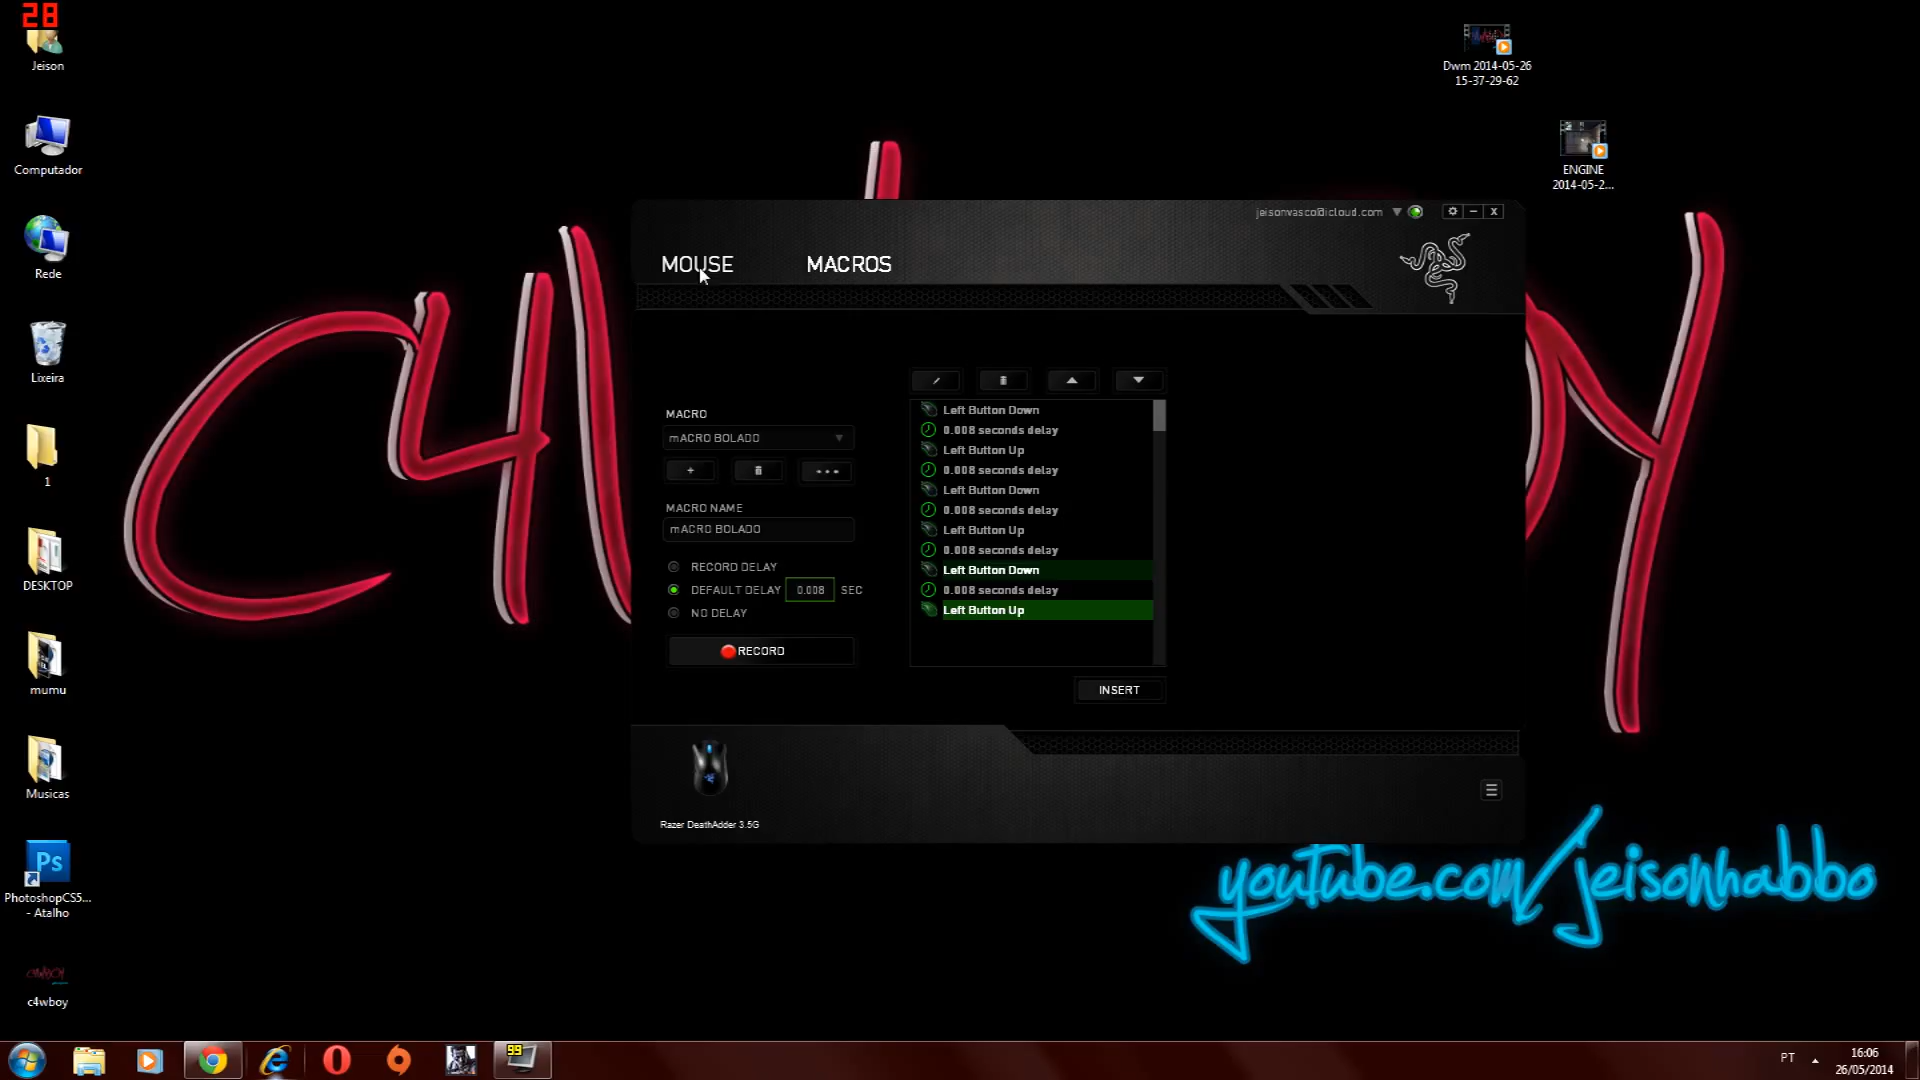 28
Jeison
Computador
Rede
Lixeira
1
DESKTOP
mumu
Musicas
Ps
PhotoshopCS5...
- Atalho
c4wboy
Dwm 2014-05-26
15-37-29-62
ENGINE
2014-05-2...
jeisonvasco@icloud.com
x
MOUSE
MACROS
MACRO
mACRO BOLADO
+
...
MACRO NAME
mACRO BOLADO
RECORD DELAY
DEFAULT DELAY 0.008 SEC
NO DELAY
RECORD
Left Button Down
0.008 seconds delay
Left Button Up
0.008 seconds delay
Left Button Down
0.008 seconds delay
Left Button Up
0.008 seconds delay
Left Button Down
0.008 seconds delay
Left Button Up
INSERT
Razer DeathAdder 3.5G
youTube.com/jeisonhabbo
99
PT
16:06
26/05/2014